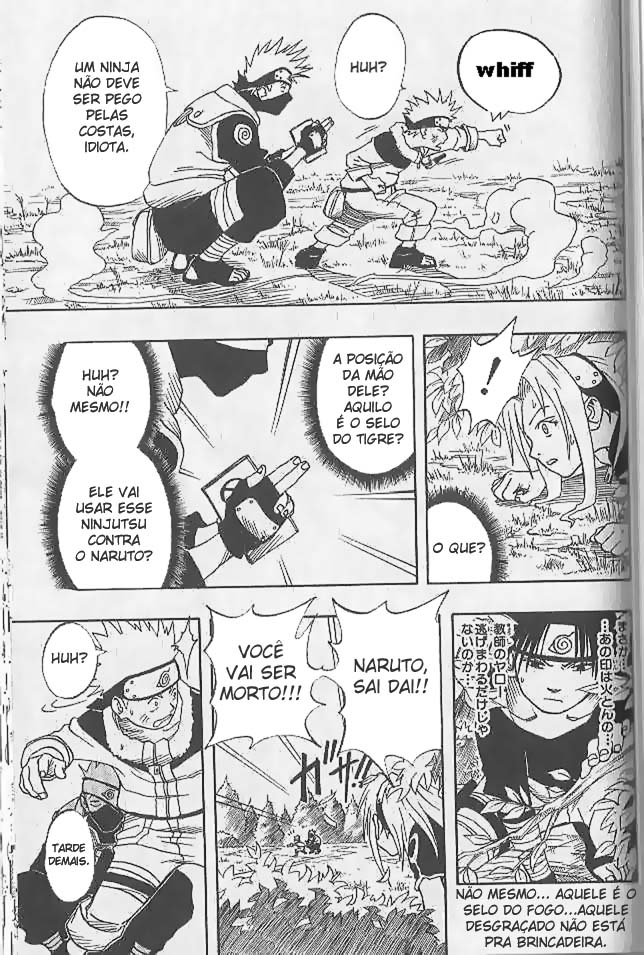 whiff
HUH?
UM NINJA
NÃO DEVE
SER PEGO
PELAS
COSTAS,
IDIOTA.
!
O QUE?
A POSIÇÃO
DA MÃO
DELE?
AQUILO
É O SELO
DO TIGRE?
HUH?
NÃO
MESMO!!
ELE VAI
USAR ESSE
NINJUTSU
CONTRA
O NARUTO?
まさか…
…あの印は火とんの…
教師のヤロー
逃げまわるだけじゃ
ないのか…
NÃO MESMO... AQUELE É O
SELO DO FOGO...AQUELE
DESGRAÇADO NÃO ESTÁ
PRA BRINCADEIRA.
NARUTO,
SAI DAI!!
VOCÊ
VAI SER
MORTO!!!
HUH?
TARDE
DEMAIS.